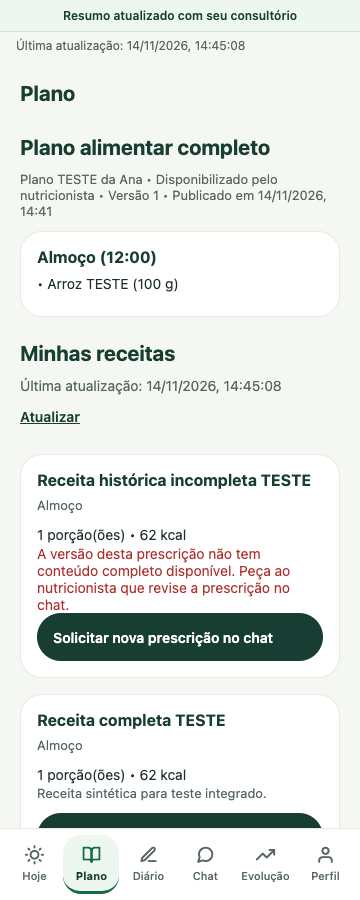 Resumo atualizado com seu consultório
Última atualização: 14/11/2026, 14:45:08
Plano
Plano alimentar completo
Plano TESTE da Ana • Disponibilizado pelo
nutricionista • Versão 1 • Publicado em 14/11/2026,
14:41
Almoço (12:00)
• Arroz TESTE (100 g)
Minhas receitas
Última atualização: 14/11/2026, 14:45:08
Atualizar
Receita histórica incompleta TESTE
Almoço
1 porção(ões) • 62 kcal
A versão desta prescrição não tem
conteúdo completo disponível. Peça ao
nutricionista que revise a prescrição no
chat.
Solicitar nova prescrição no chat
Receita completa TESTE
Almoço
1 porção(ões) • 62 kcal
Receita sintética para teste integrado.
Hoje Plano Diário Chat Evolução Perfil